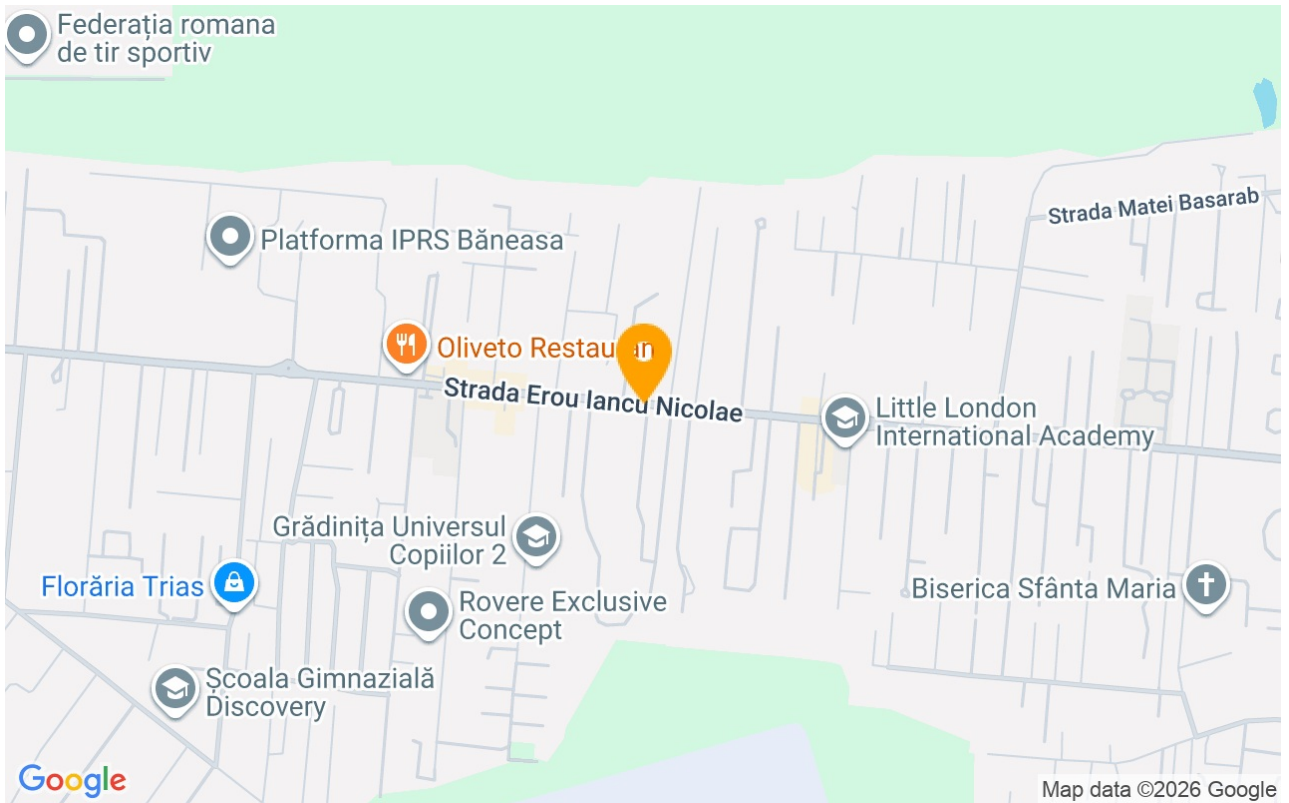 Federația romana
de tir sportiv
Strada Matei Basarab
Platforma IPRS Băneasa
Oliveto Restauran
Strada Erou Iancu Nicolae
Little London
International Academy
Grădinița Universul
Copiilor 2
Florăria Trias
Rovere Exclusive
Concept
Biserica Sfânta Maria
Școala Gimnazială
Discovery
Google
Map data ©2026 Google